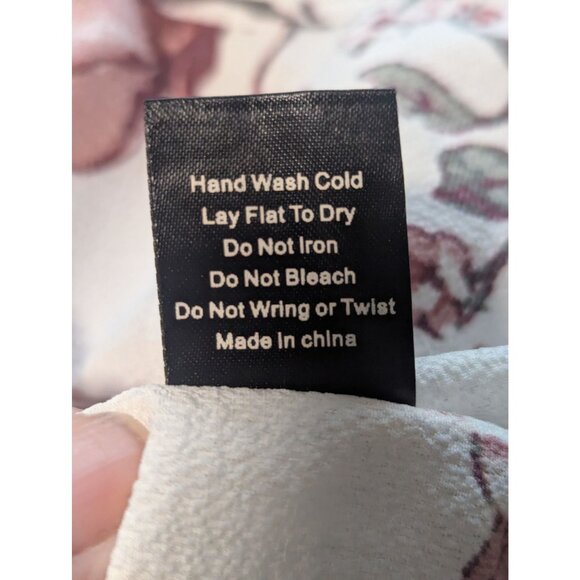 Hand Wash Cold
Lay Flat To Dry
Do Not Iron
Do Not Bleach
Do Not Wring or Twist
Made in china